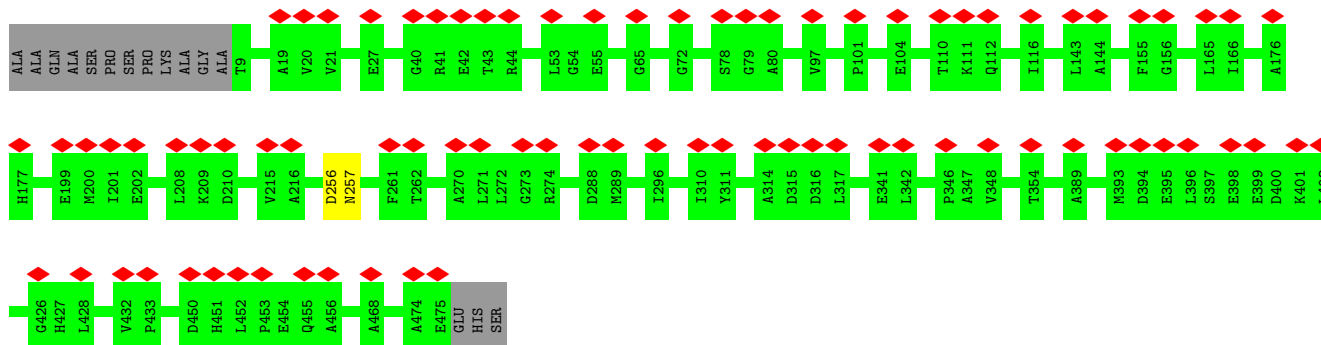 ALA ALA GLN ALA SER PRO SER PRO LYS ALA GLY ALA T9 A19 V20 V21 E27 G40 R41 E42 T43 R44 L53 G54 E55 G65 G72 S78 G79 A80 V97 P101 E104 T110 K111 Q112 I116 L143 A144 F155 G156 L165 I166 A176
H177 E199 M200 I201 E202 L208 K209 D210 V215 A216 D256 N257 F261 T262 A270 L271 L272 G273 R274 D288 M289 I296 I310 Y311 A314 D315 D316 L317 E341 L342 P346 A347 V348 T354 A389 M393 D394 E395 L396 S397 E398 E399 D400 K401
G426 H427 L428 V432 P433 D450 H451 L452 P453 E454 Q455 A456 A468 A474 E475 GLU HIS SER